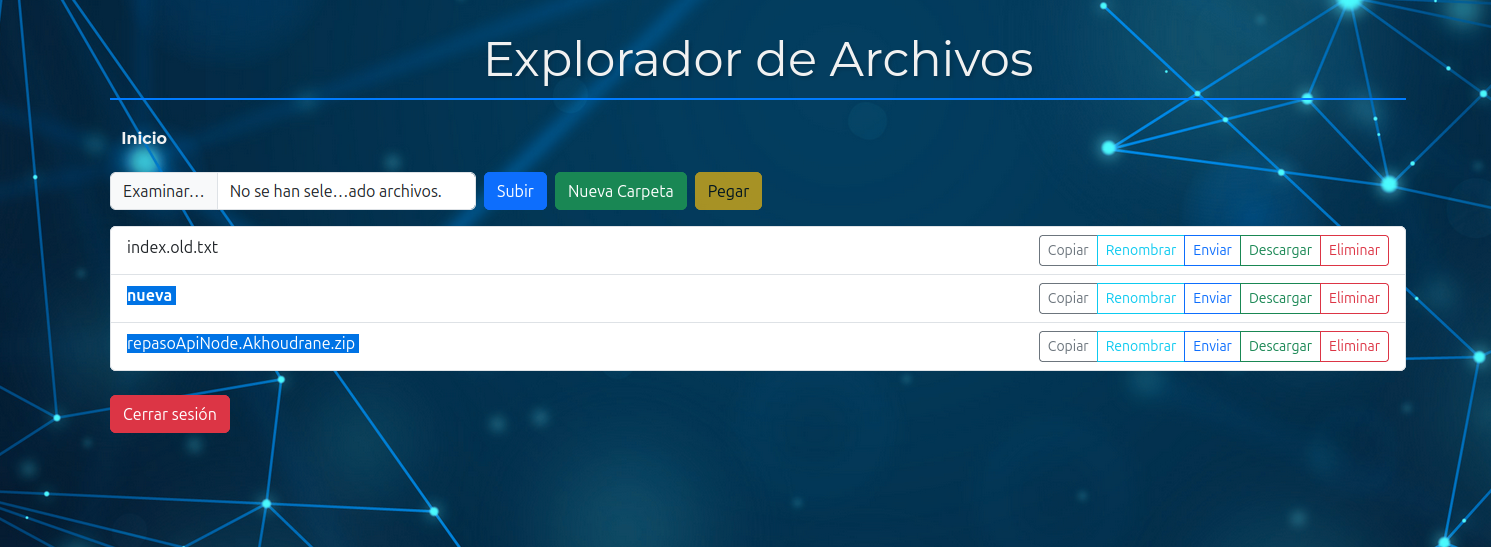 Explorador de Archivos
Inicio
Examinar... No se han sele...ado archivos. Subir Nueva Carpeta Pegar
index.old.txt Copiar Renombrar Enviar Descargar Eliminar
nueva Copiar Renombrar Enviar Descargar Eliminar
repasoApiNode.Akhoudrane.zip Copiar Renombrar Enviar Descargar Eliminar
Cerrar sesión